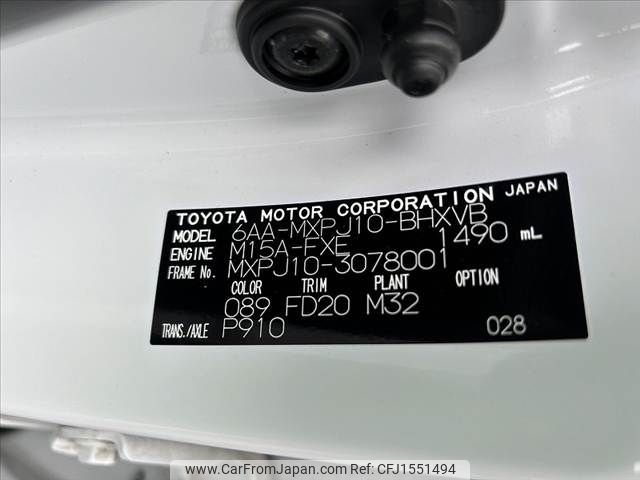 TOYOTA MOTOR CORPORATION JAPAN
MODEL 6AA-MXPJ10-BHXVB
ENGINE M15A-FXE 1490 mL
FRAME No. MXPJ10-3078001
COLOR TRIM PLANT OPTION
089 FD20 M32
TRANS./AXLE P910 028
www.CarFromJapan.com - CFJ1551494